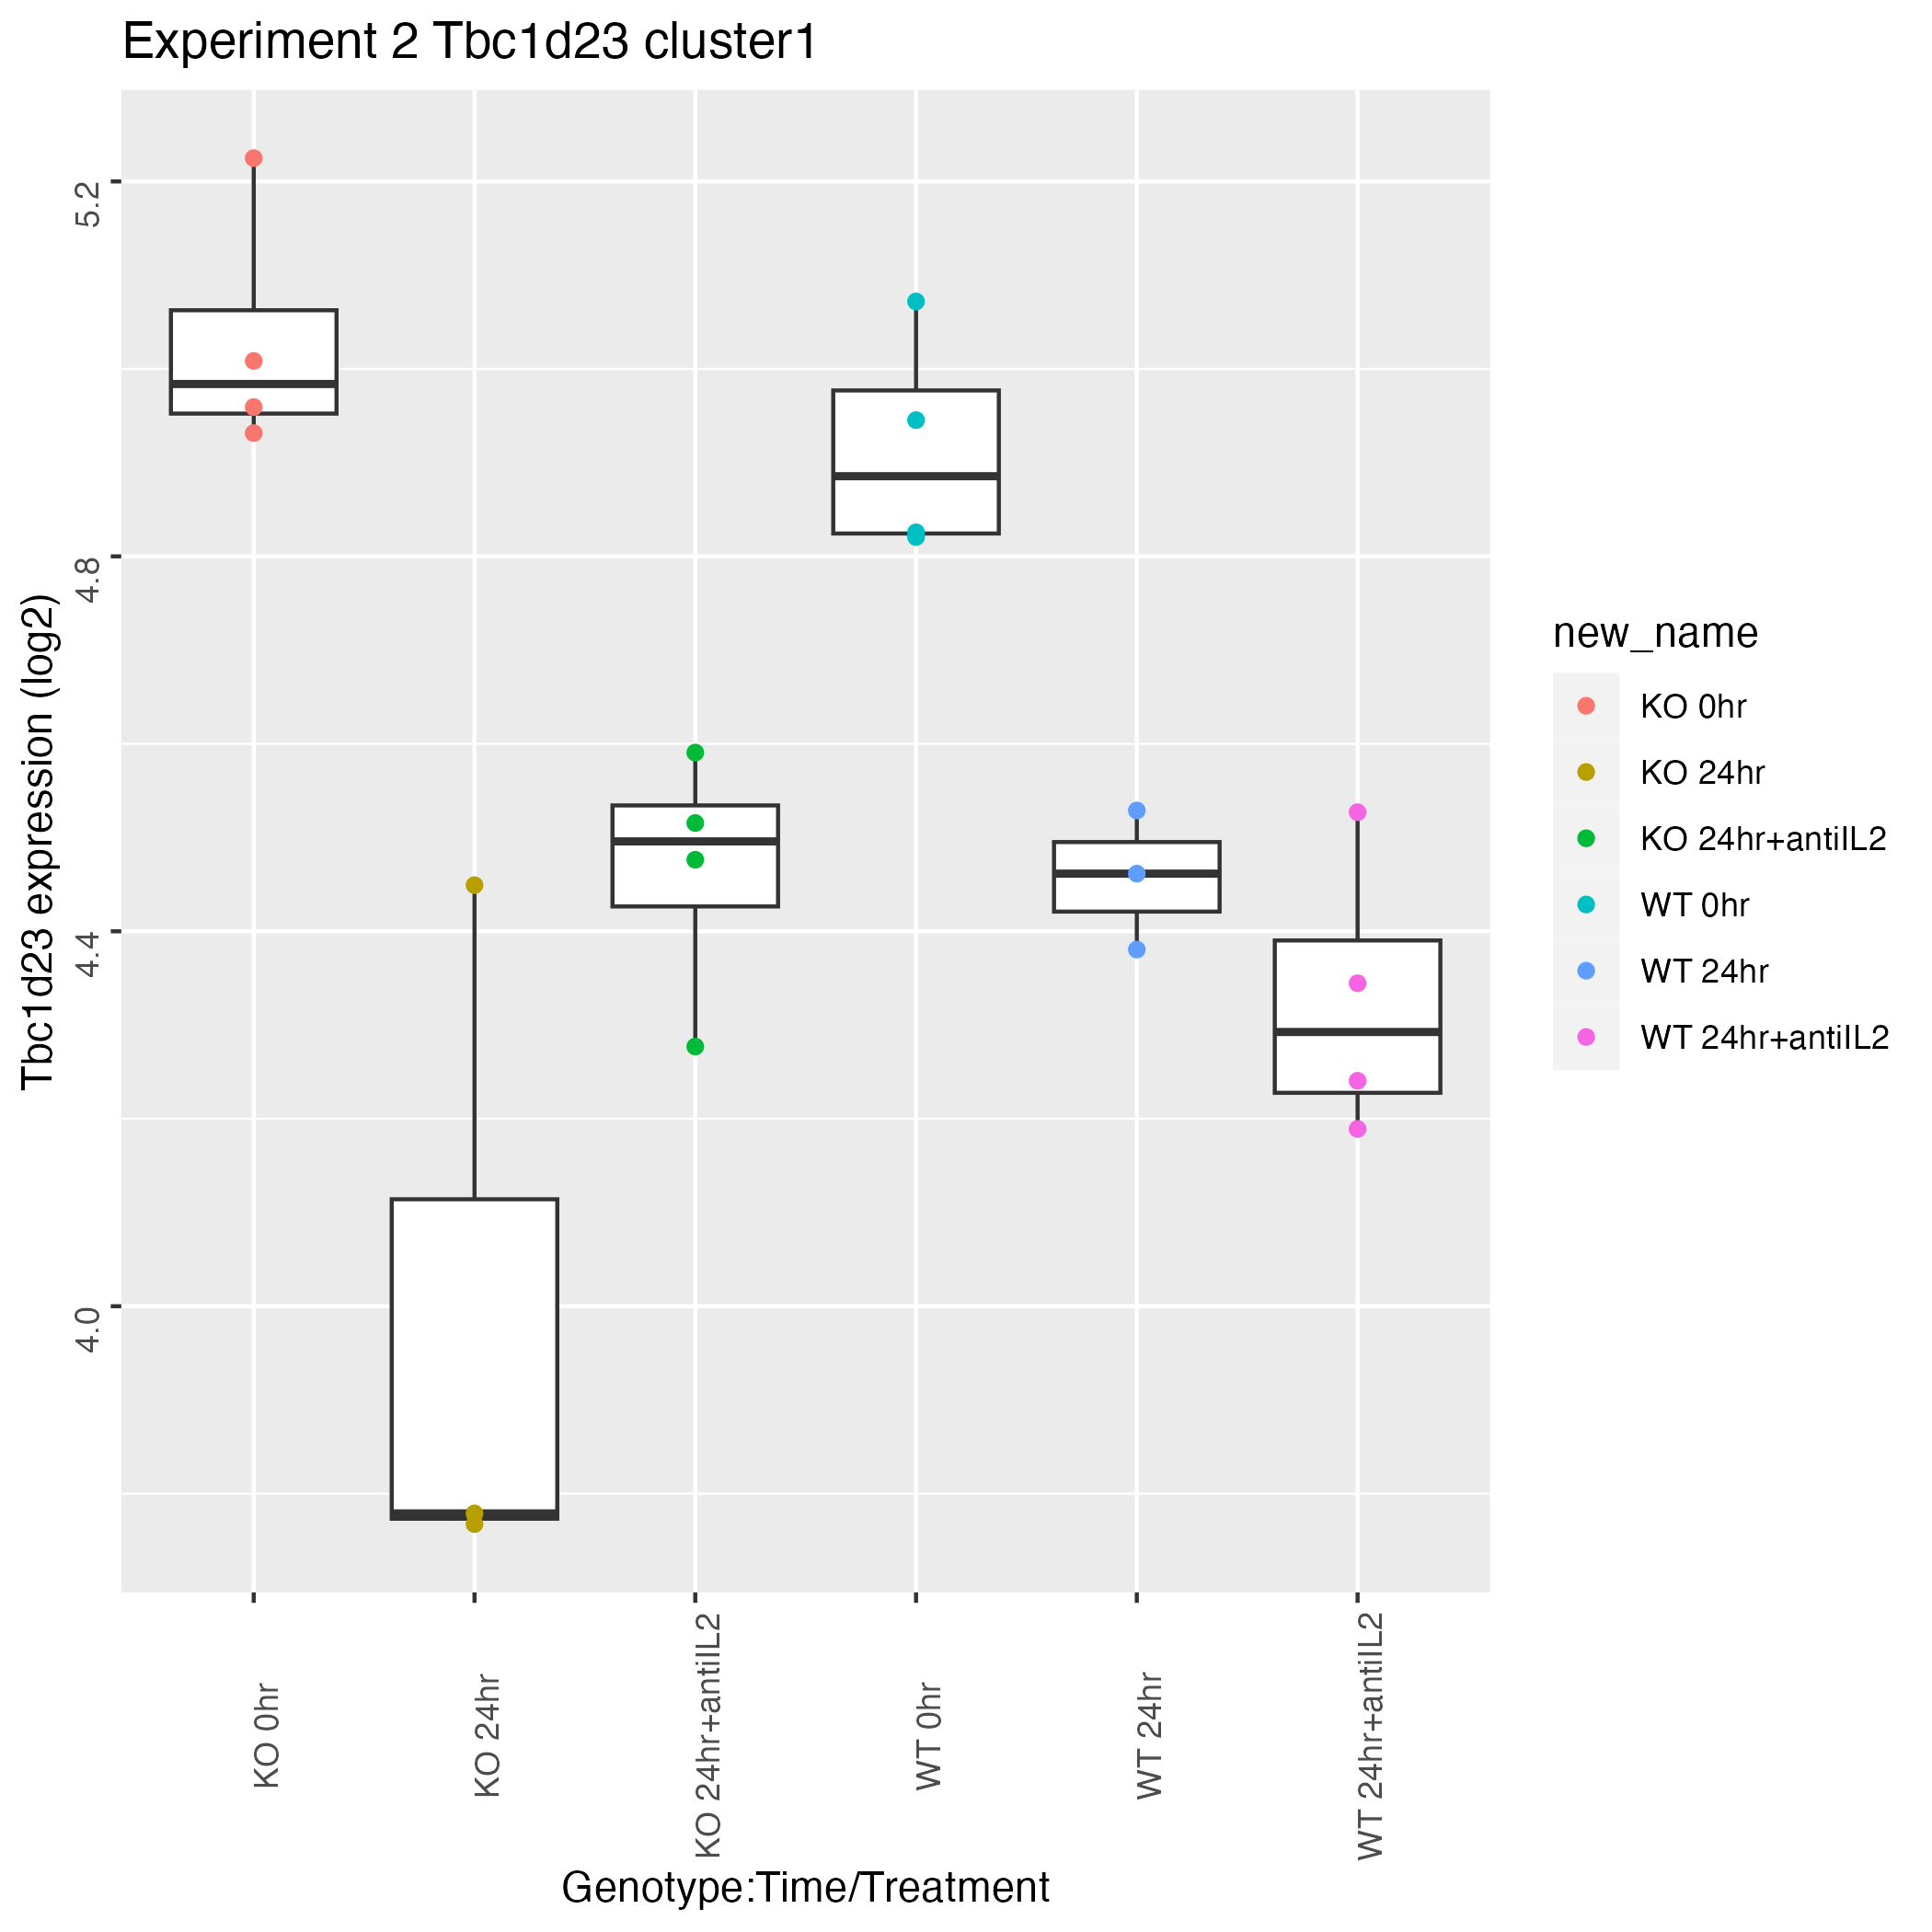 Experiment 2 Tbc1d23 cluster1
Tbc1d23 expression (log2)
5.2
4.8
4.4
4.0
KO 0hr
KO 24hr
KO 24hr+antiIL2
WT 0hr
WT 24hr
WT 24hr+antiIL2
Genotype:Time/Treatment
new_name
KO 0hr
KO 24hr
KO 24hr+antiIL2
WT 0hr
WT 24hr
WT 24hr+antiIL2